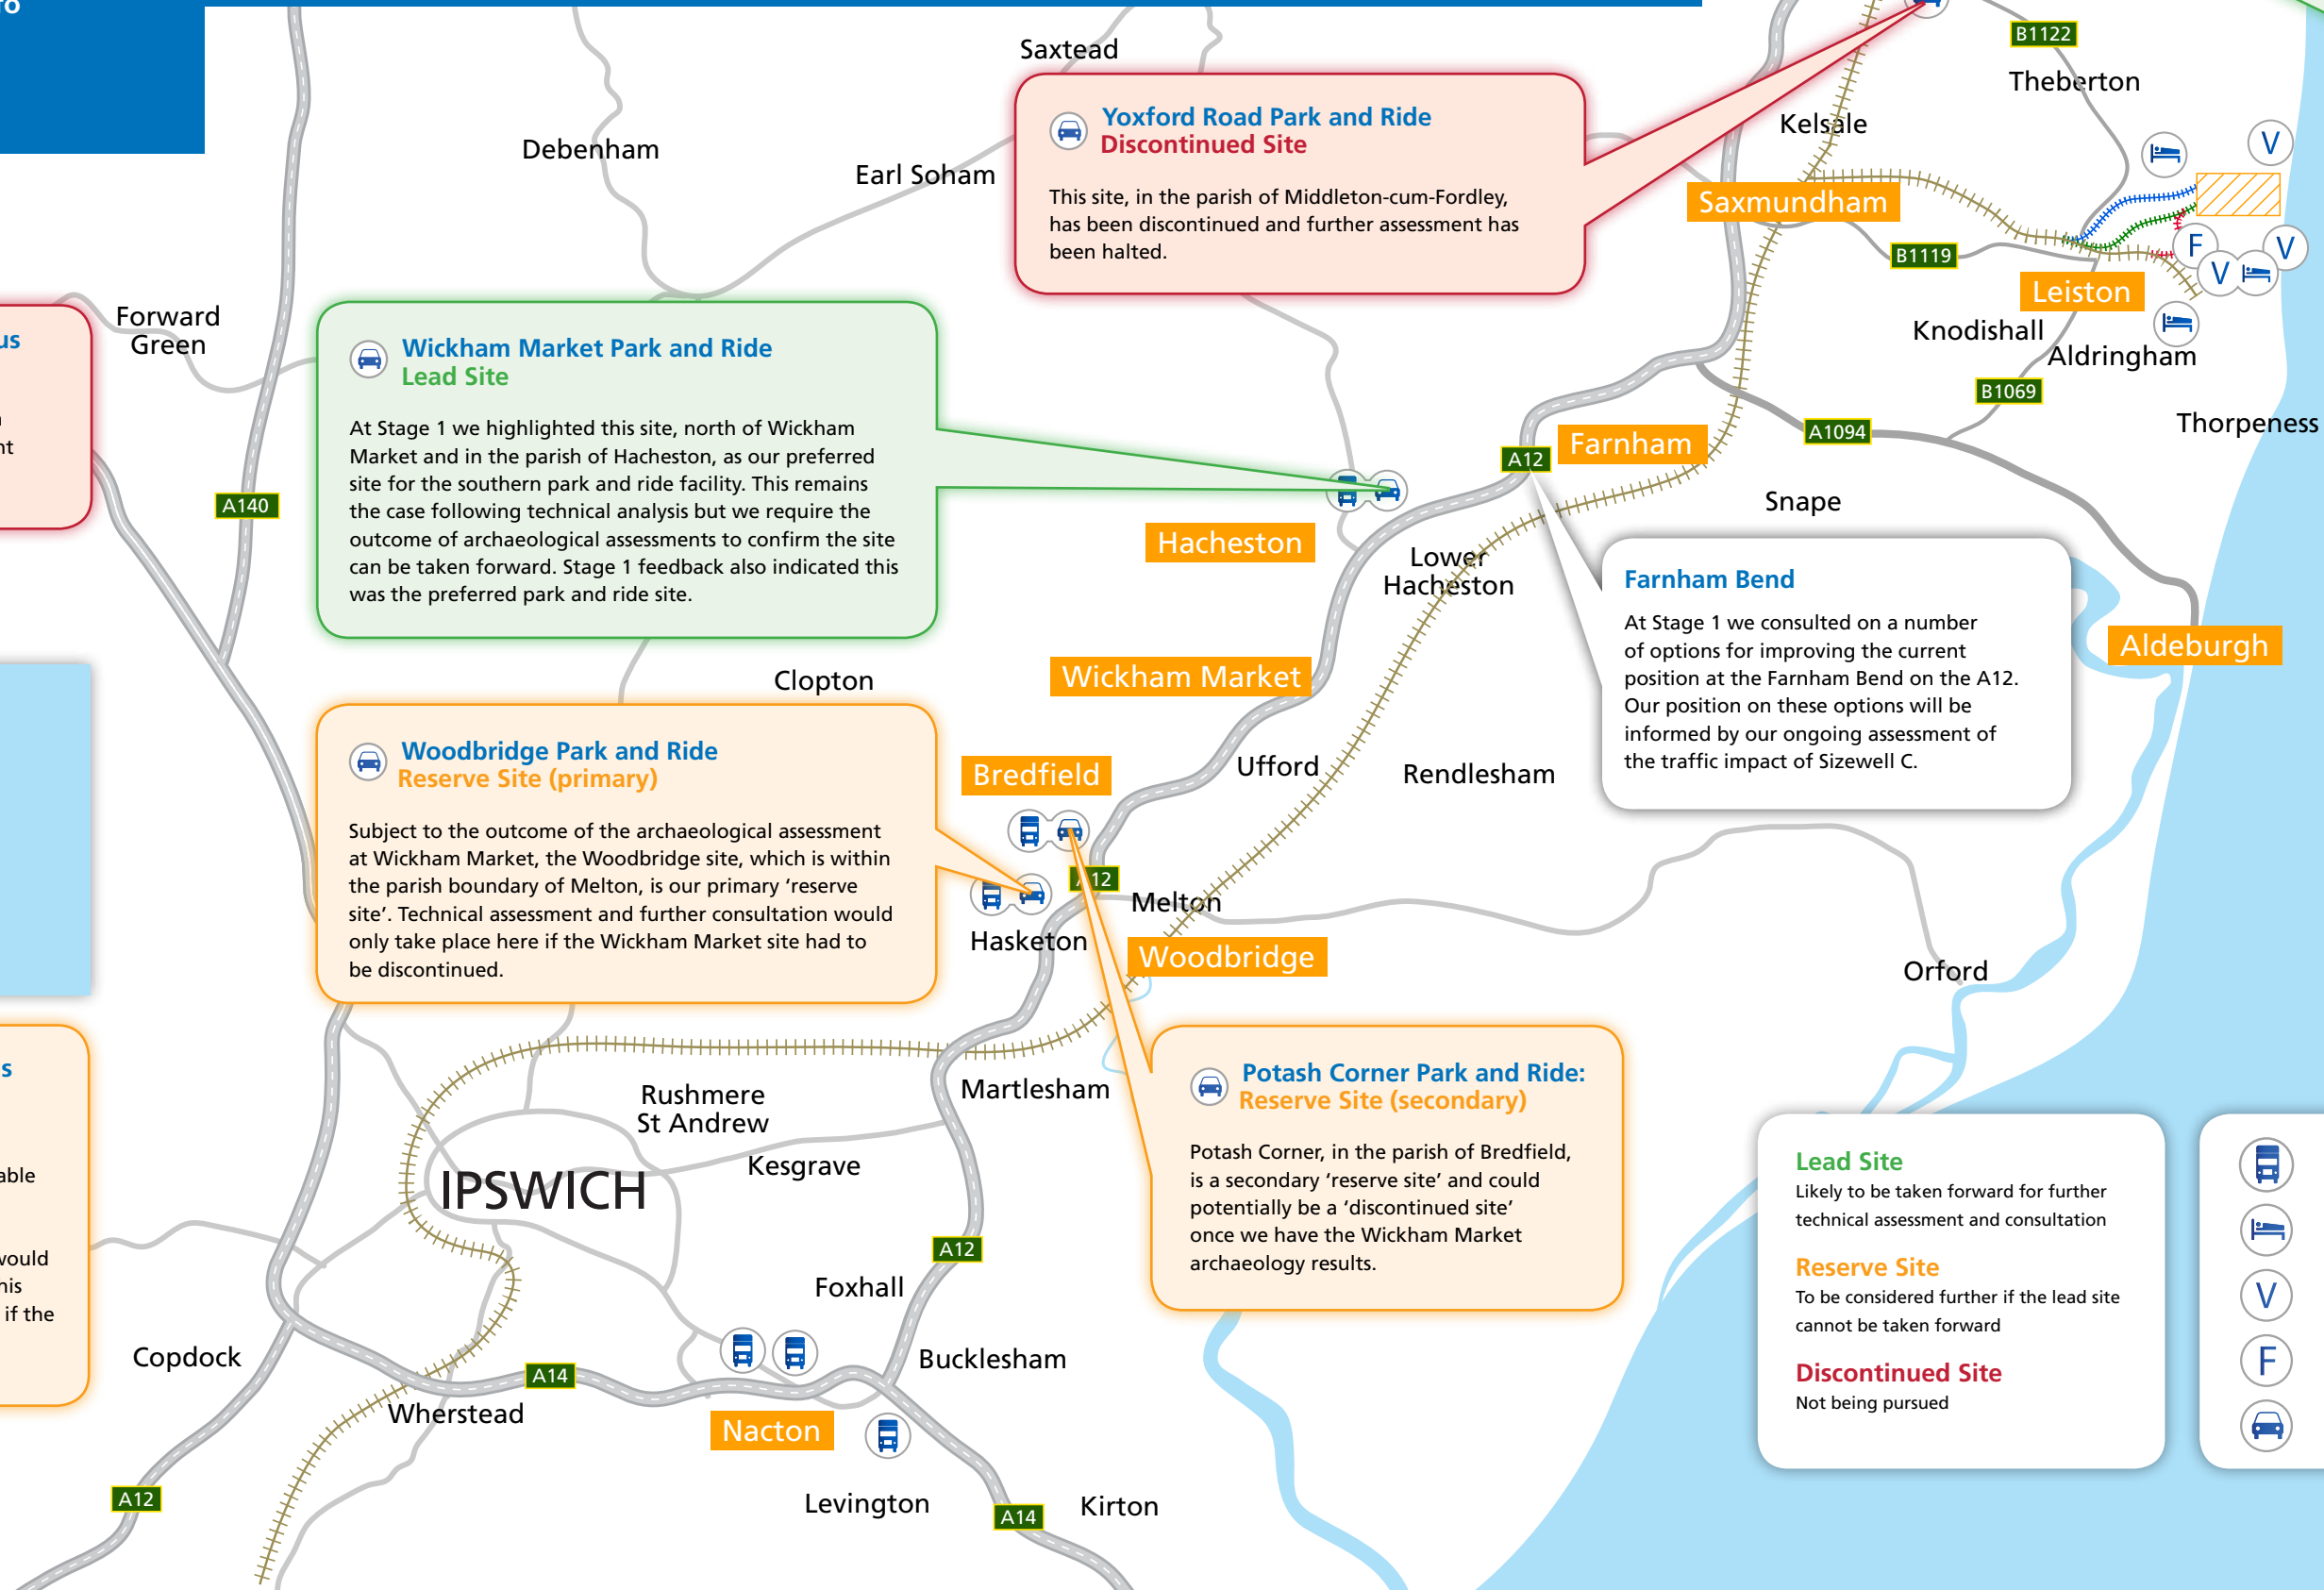 Saxtead
B1122
Theberton
Kelsale
Debenham
Earl Soham
Yoxford Road Park and Ride
Discontinued Site
This site, in the parish of Middleton-cum-Fordley,
has been discontinued and further assessment has
been halted.
V
Saxmundham
B1119
F
V
V
Leiston
Knodishall
Aldringham
B1069
A1094
Thorpeness
Forward
Green
us
nt
A140
Wickham Market Park and Ride
Lead Site
At Stage 1 we highlighted this site, north of Wickham
Market and in the parish of Hacheston, as our preferred
site for the southern park and ride facility. This remains
the case following technical analysis but we require the
outcome of archaeological assessments to confirm the site
can be taken forward. Stage 1 feedback also indicated this
was the preferred park and ride site.
Farnham
A12
Snape
Hacheston
Lower
Hacheston
Farnham Bend
At Stage 1 we consulted on a number
of options for improving the current
position at the Farnham Bend on the A12.
Our position on these options will be
informed by our ongoing assessment of
the traffic impact of Sizewell C.
Aldeburgh
Wickham Market
Clopton
Woodbridge Park and Ride
Reserve Site (primary)
Subject to the outcome of the archaeological assessment
at Wickham Market, the Woodbridge site, which is within
the parish boundary of Melton, is our primary ‘reserve
site’. Technical assessment and further consultation would
only take place here if the Wickham Market site had to
be discontinued.
Bredfield
Ufford
Rendlesham
A12
Melton
Hasketon
Woodbridge
Orford
s
able
would
his
if the
Rushmere
St Andrew
Martlesham
Kesgrave
IPSWICH
Potash Corner Park and Ride:
Reserve Site (secondary)
Potash Corner, in the parish of Bredfield,
is a secondary ‘reserve site’ and could
potentially be a ‘discontinued site’
once we have the Wickham Market
archaeology results.
A12
Foxhall
Copdock
A14
Bucklesham
Wherstead
Nacton
A12
Levington
A14
Kirton
Lead Site
Likely to be taken forward for further
technical assessment and consultation
Reserve Site
To be considered further if the lead site
cannot be taken forward
Discontinued Site
Not being pursued
V
F